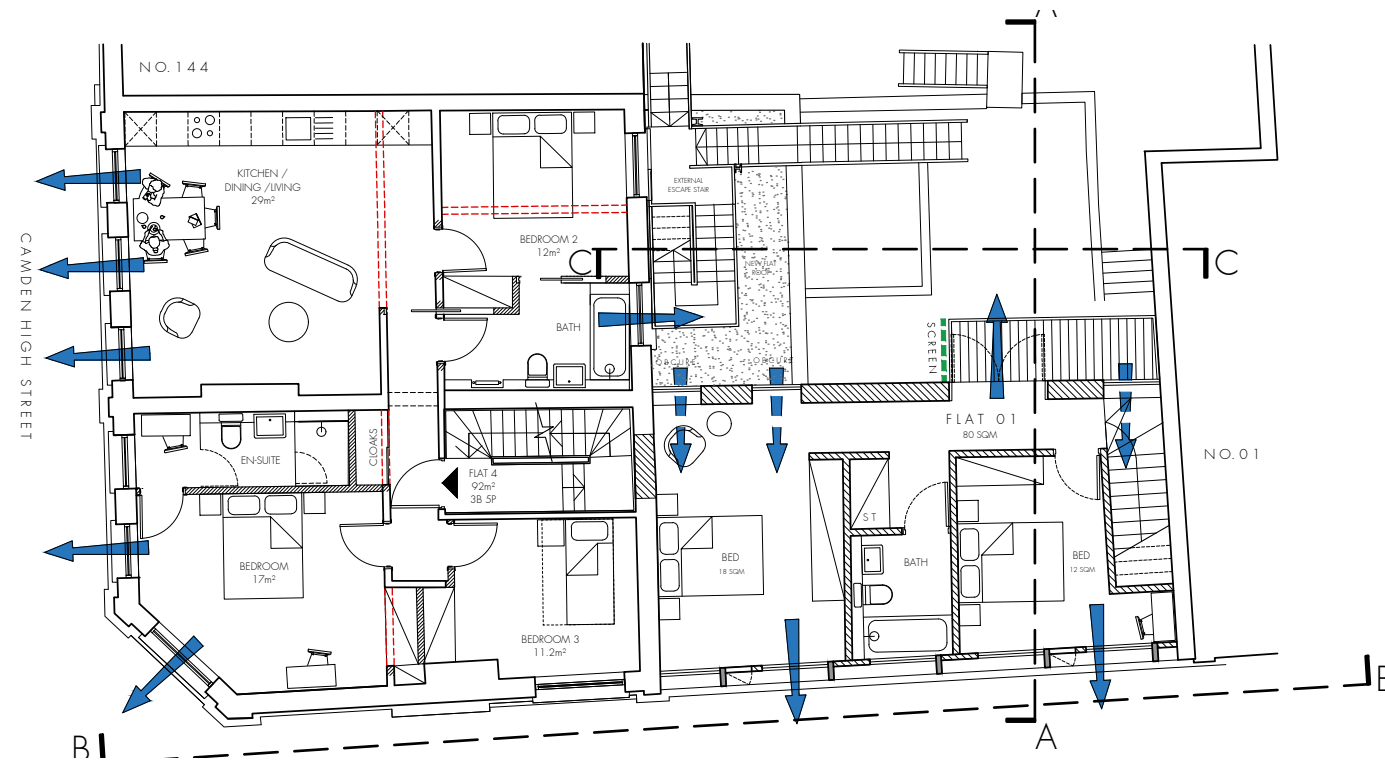 A
NO. 144
KITCHEN /
DINING /LIVING
29m²
EXTERNAL
ESCAPE STAIR
CAMDEN HIGH STREET
BEDROOM 2
12m²
C
C
NEW FLAT
ROOF
BATH
SCREEN
OBCURE
OBCURE
FLAT 01
80 SQM
CLOAKS
EN-SUITE
FLAT 4
92m²
3B 5P
NO. 01
ST
BEDROOM
17m²
BED
18 SQM
BATH
BED
12 SQM
BEDROOM 3
11.2m²
B
A
B